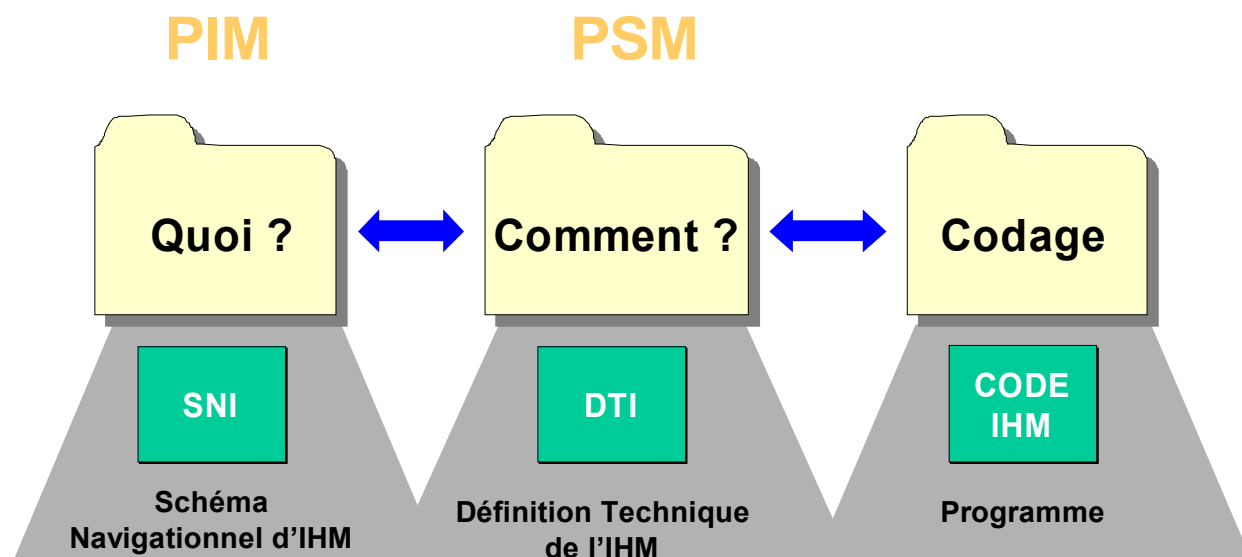 PIM
PSM
Quoi ?
Comment ?
Codage
SNI
DTI
CODE
IHM
Schéma
Navigationnel d'IHM
Définition Technique
de l'IHM
Programme